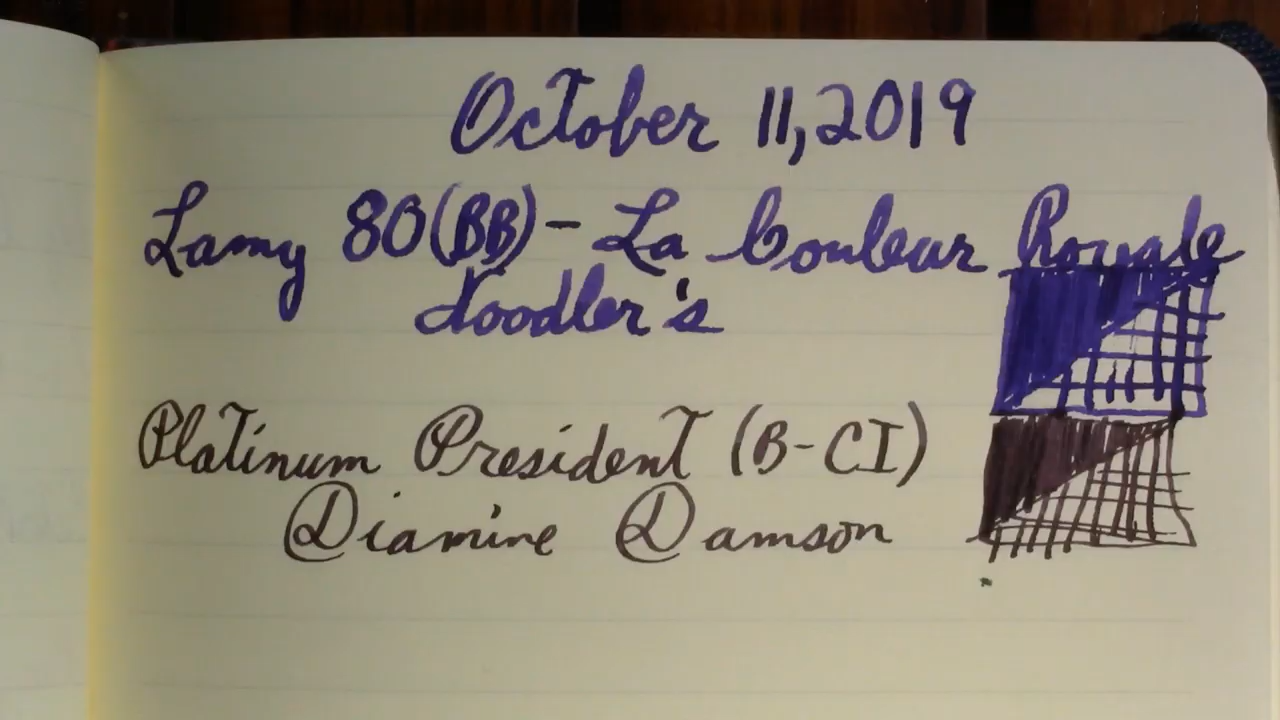 October 11, 2019
Lamy 80(BB) - La Couleur Royale
Noodler's
Platinum President (B-CI)
Diamine Damson